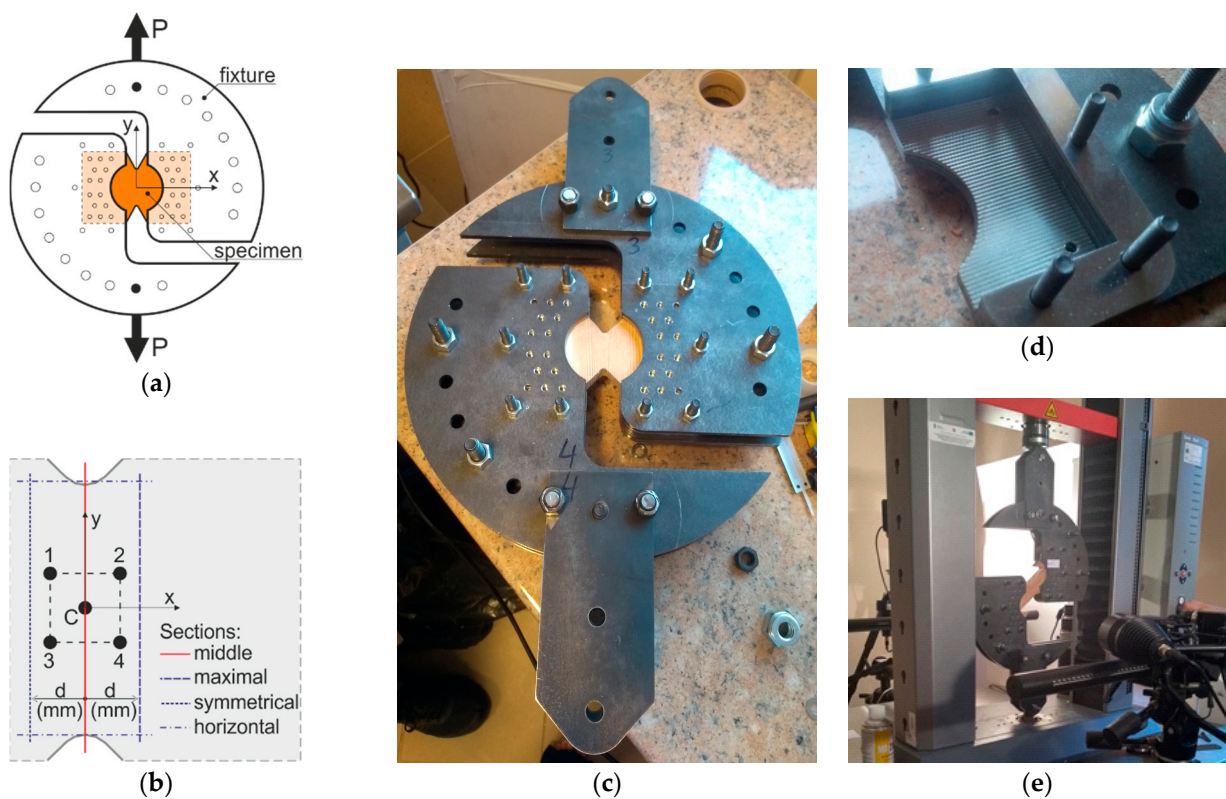 P
fixture
y
x
specimen
P
(a)
y
1
2
C
x
3
4
Sections:
middle
maximal
symmetrical
horizontal
d
d
(mm)
(mm)
(b)
3
3
4
4
(c)
(d)
(e)